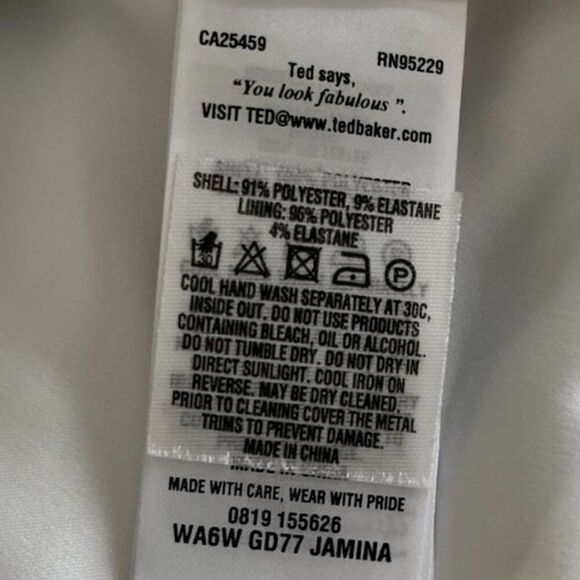 CA25459 RN95229
Ted says,
"You look fabulous".
VISIT TED@www.tedbaker.com
SHELL: 91% POLYESTER, 9% ELASTANE
LINING: 96% POLYESTER
4% ELASTANE
30 P
COOL HAND WASH SEPARATELY AT 30C,
INSIDE OUT. DO NOT USE PRODUCTS
CONTAINING BLEACH, OIL OR ALCOHOL.
DO NOT TUMBLE DRY. DO NOT DRY IN
DIRECT SUNLIGHT. COOL IRON ON
REVERSE. MAY BE DRY CLEANED.
PRIOR TO CLEANING COVER THE METAL
TRIMS TO PREVENT DAMAGE.
MADE IN CHINA
MADE WITH CARE, WEAR WITH PRIDE
0819 155626
WA6W GD77 JAMINA